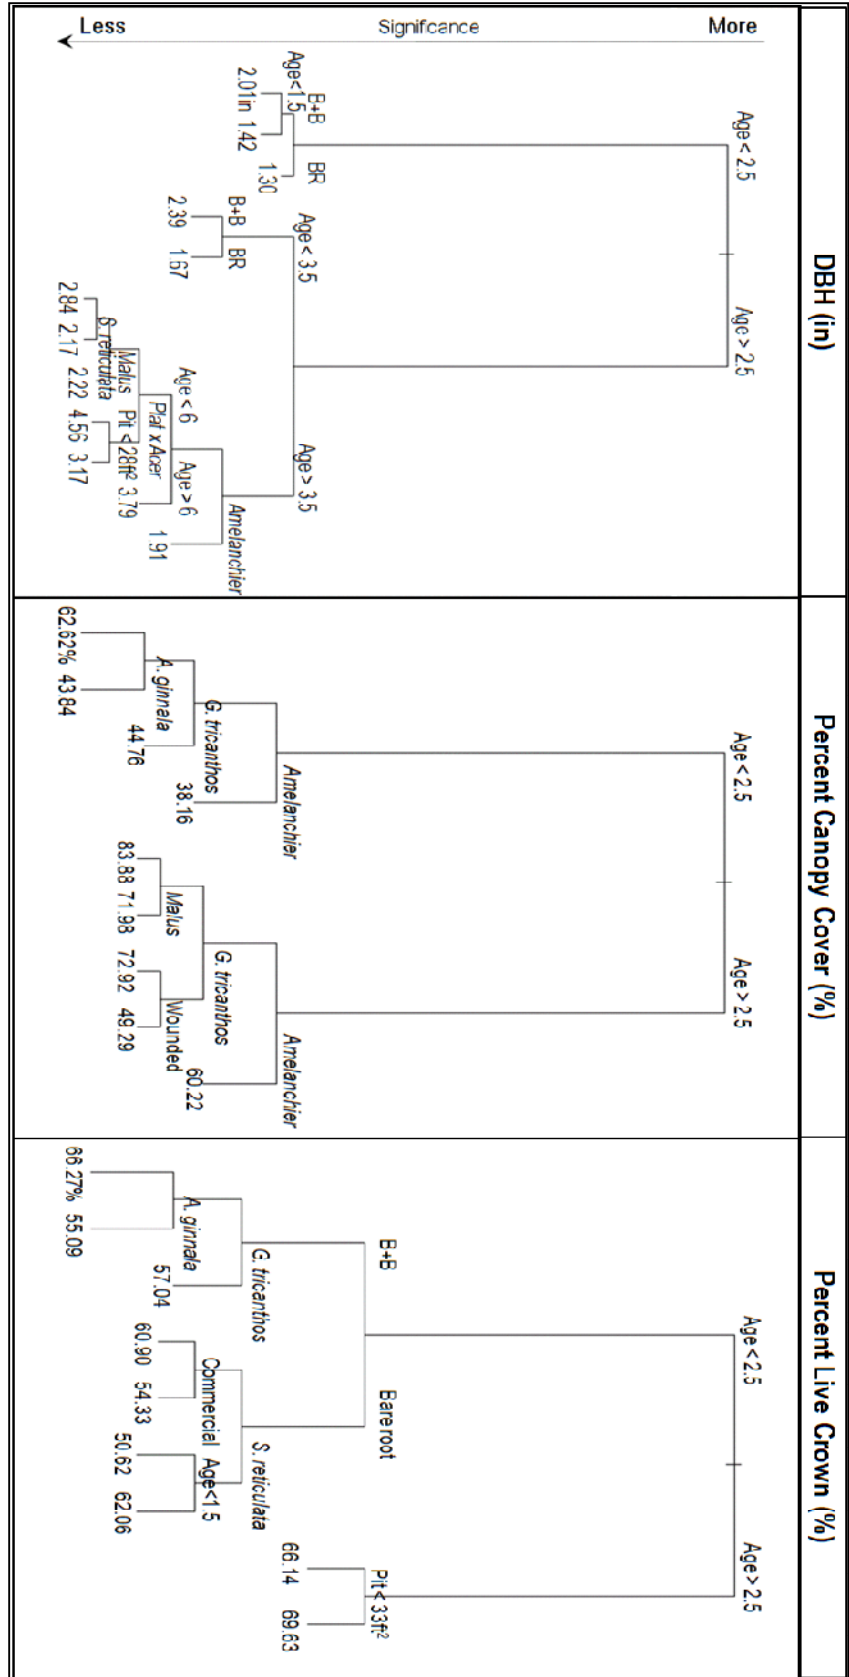 DBH (in)
More
Significance
Less
Age < 2.5
Age > 2.5
B+B
BR
Age<1.5
2.01in
1.42
1.30
Age < 3.5
Age > 3.5
B+B
BR
2.39
1.67
Amelanchier
Age < 6
Age > 6
1.91
Plat x Acer
3.79
Malus
Pit < 28ft²
S. reticulata
2.84
2.17
2.22
4.56
3.17
Percent Canopy Cover (%)
Age < 2.5
Age > 2.5
Amelanchier
G. tricanthos
38.16
A. ginnala
44.76
62.62%
43.84
Amelanchier
G. tricanthos
60.22
Malus
Wounded
83.88
71.98
72.92
49.29
Percent Live Crown (%)
Age < 2.5
Age > 2.5
B+B
Bare root
G. tricanthos
A. ginnala
57.04
66.27%
55.09
S. reticulata
Commercial
Age<1.5
60.90
54.33
50.62
62.06
Pit < 33ft²
66.14
69.63